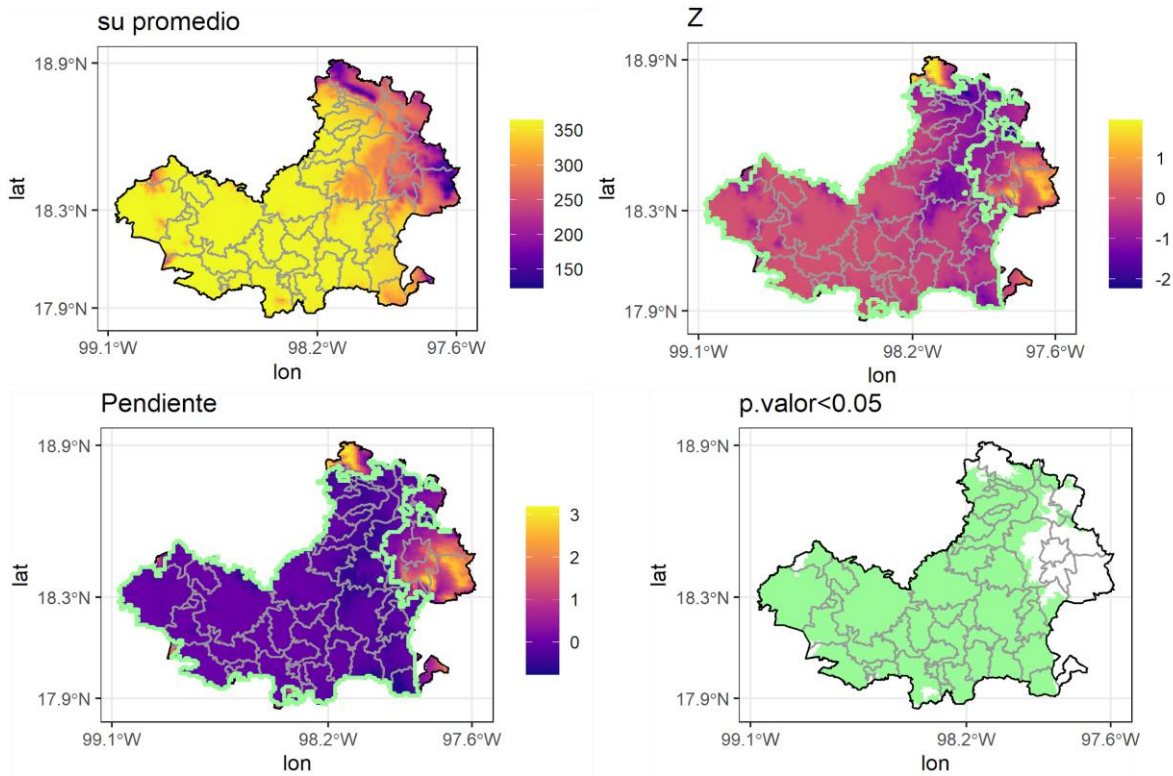 su promedio
18.9°N
18.3°N
17.9°N
lat
99.1°W
98.2°W
97.6°W
lon
350
300
250
200
150
Z
18.9°N
18.3°N
17.9°N
lat
99.1°W
98.2°W
97.6°W
lon
1
0
-1
-2
Pendiente
18.9°N
18.3°N
17.9°N
lat
99.1°W
98.2°W
97.6°W
lon
3
2
1
0
p.valor<0.05
18.9°N
18.3°N
17.9°N
lat
99.1°W
98.2°W
97.6°W
lon